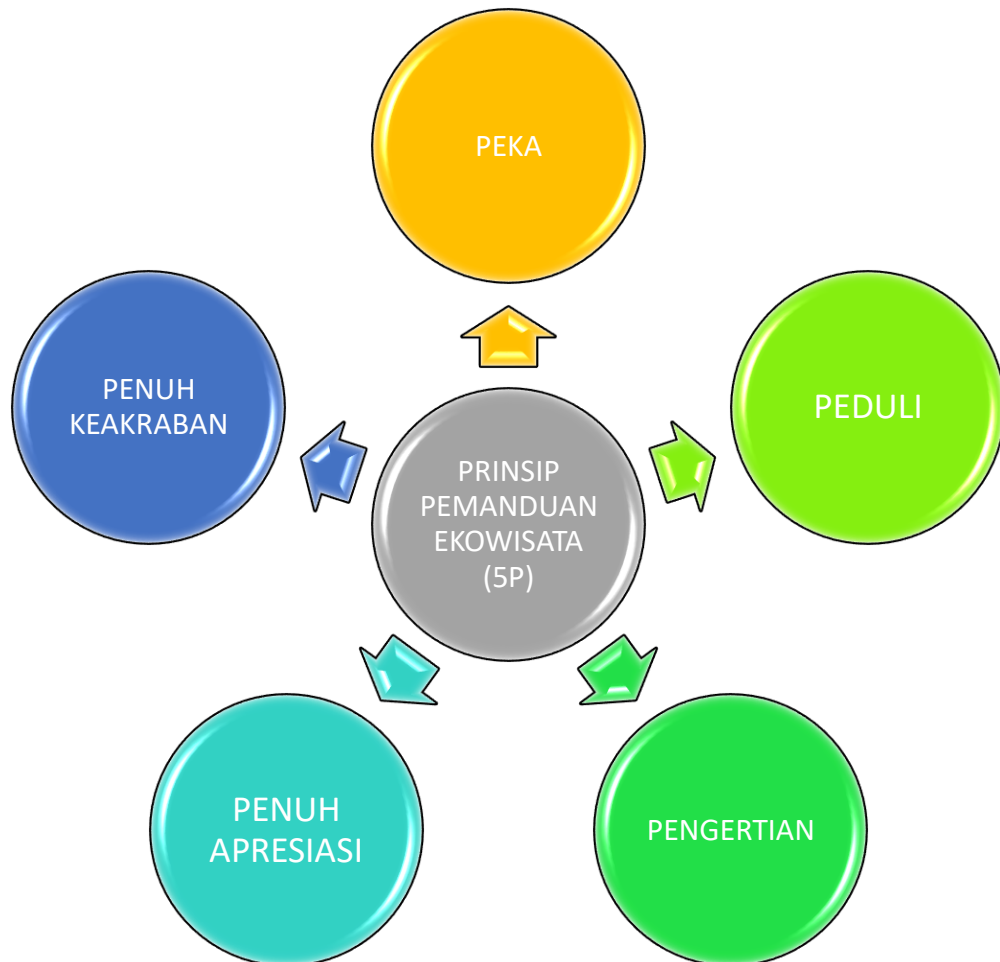 PEKA
PEDULI
PENGERTIAN
PENUH
APRESIASI
PENUH
KEAKRABAN
PRINSIP
PEMANDUAN
EKOWISATA
(5P)